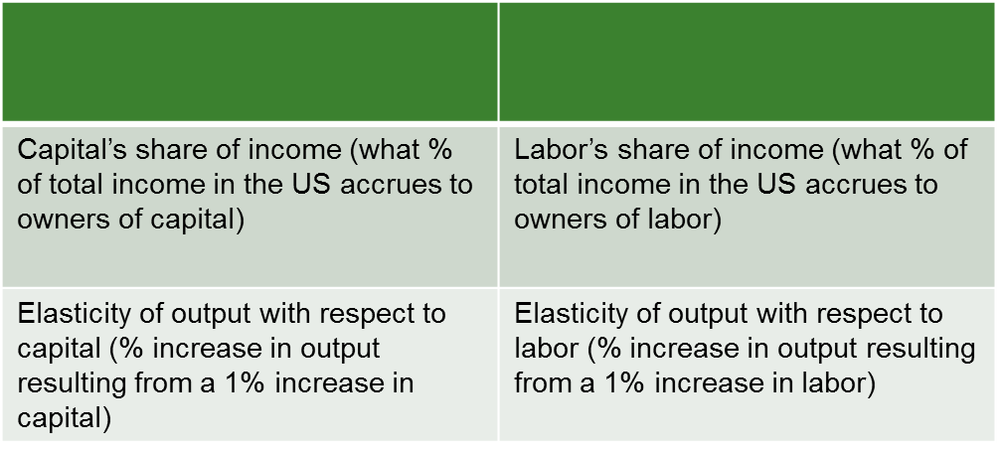 Capital’s share of income (what %
of total income in the US accrues to
owners of capital)
Labor’s share of income (what % of
total income in the US accrues to
owners of labor)
Elasticity of output with respect to
capital (% increase in output
resulting from a 1% increase in
capital)
Elasticity of output with respect to
labor (% increase in output resulting
from a 1% increase in labor)